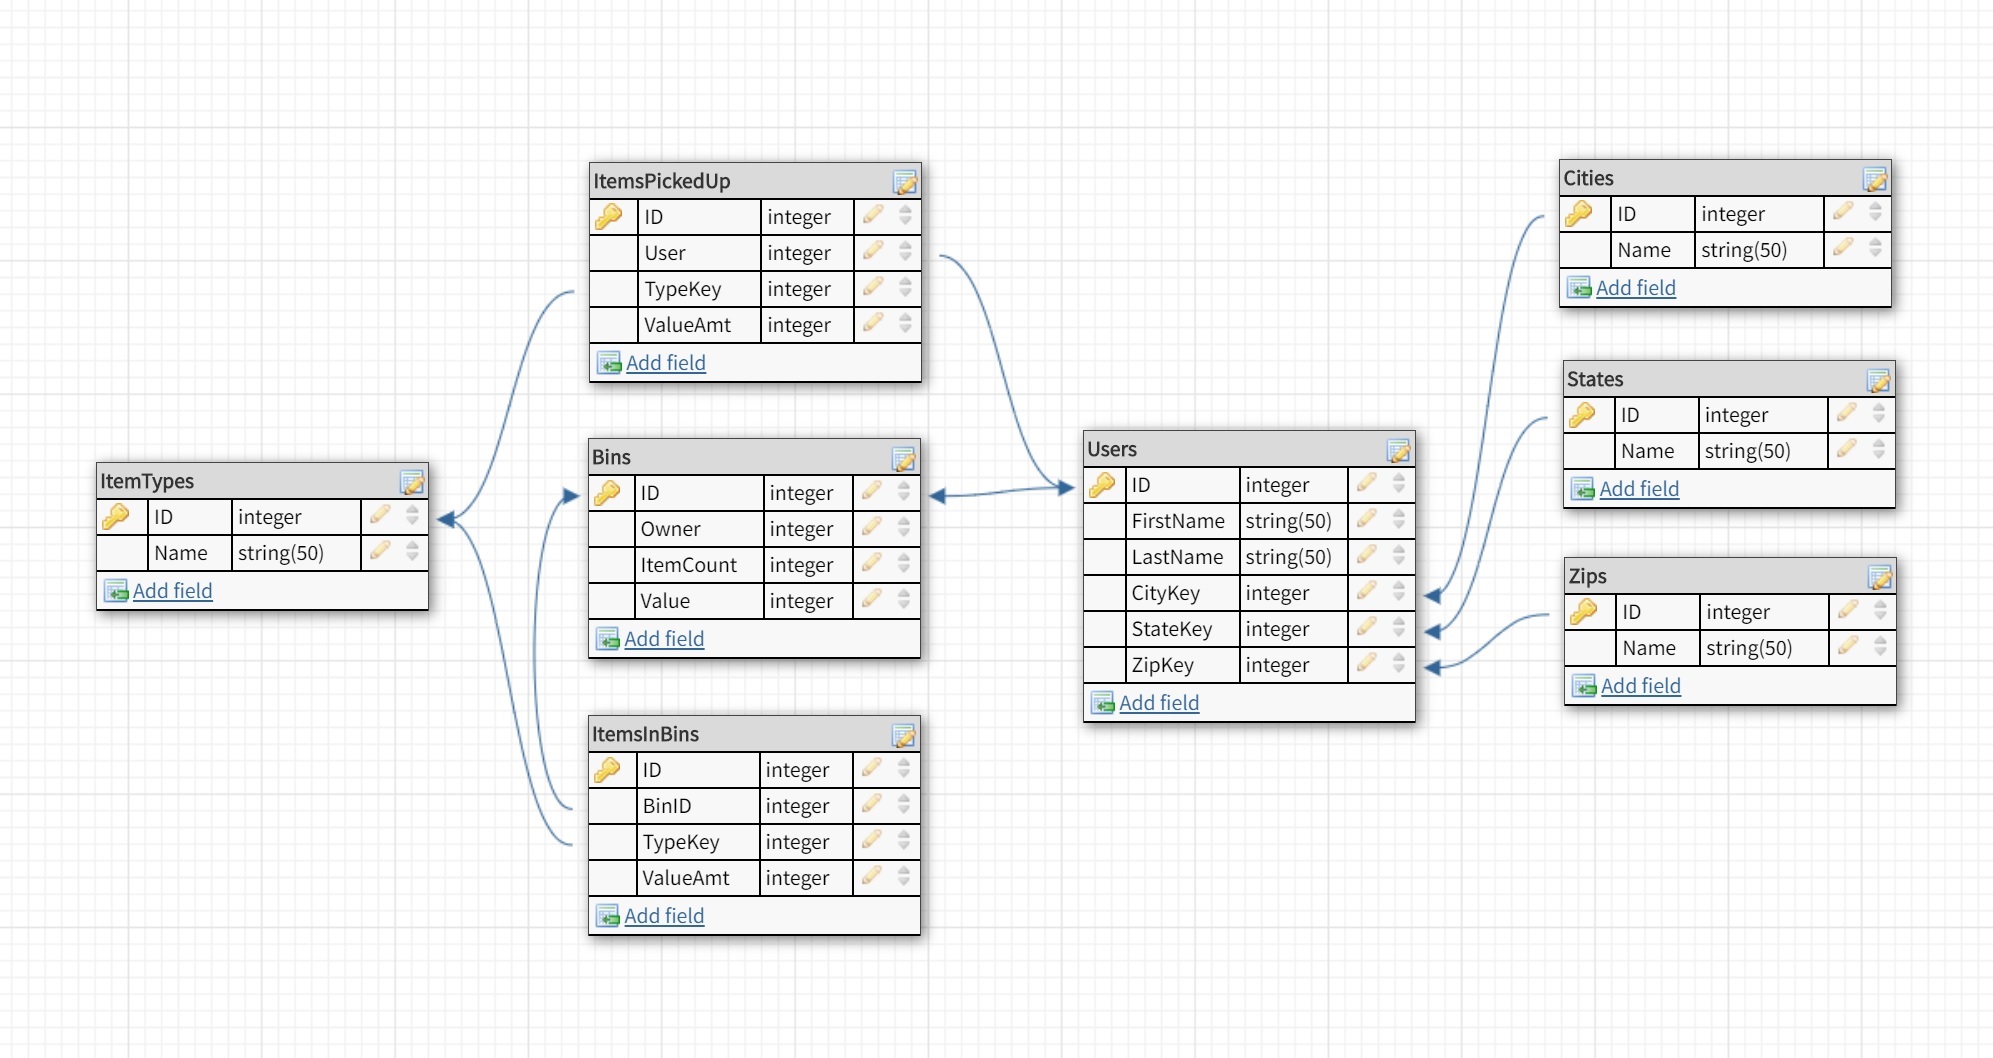 ItemTypes
ID integer
Name string(50)
Add field
ItemsPickedUp
ID integer
User integer
TypeKey integer
ValueAmt integer
Add field
Bins
ID integer
Owner integer
ItemCount integer
Value integer
Add field
ItemsInBins
ID integer
BinID integer
TypeKey integer
ValueAmt integer
Add field
Users
ID integer
FirstName string(50)
LastName string(50)
CityKey integer
StateKey integer
ZipKey integer
Add field
Cities
ID integer
Name string(50)
Add field
States
ID integer
Name string(50)
Add field
Zips
ID integer
Name string(50)
Add field